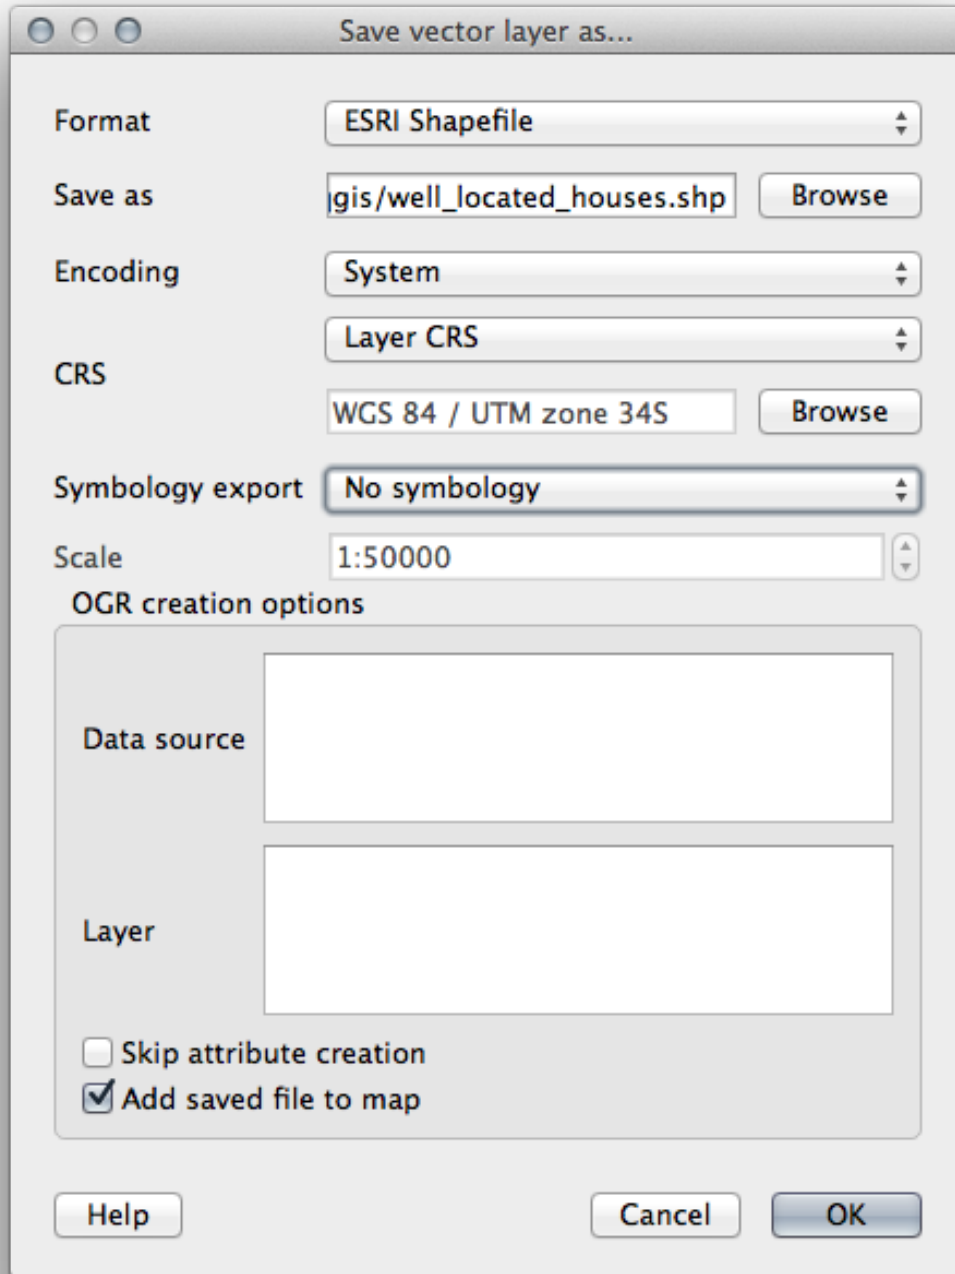 Save vector layer as...
Format ESRI Shapefile
Save as gis/well_located_houses.shp Browse
Encoding System
Layer CRS
CRS
WGS 84 / UTM zone 34S Browse
Symbology export No symbology
Scale 1:50000
OGR creation options
Data source
Layer
Skip attribute creation
Add saved file to map
Help Cancel OK